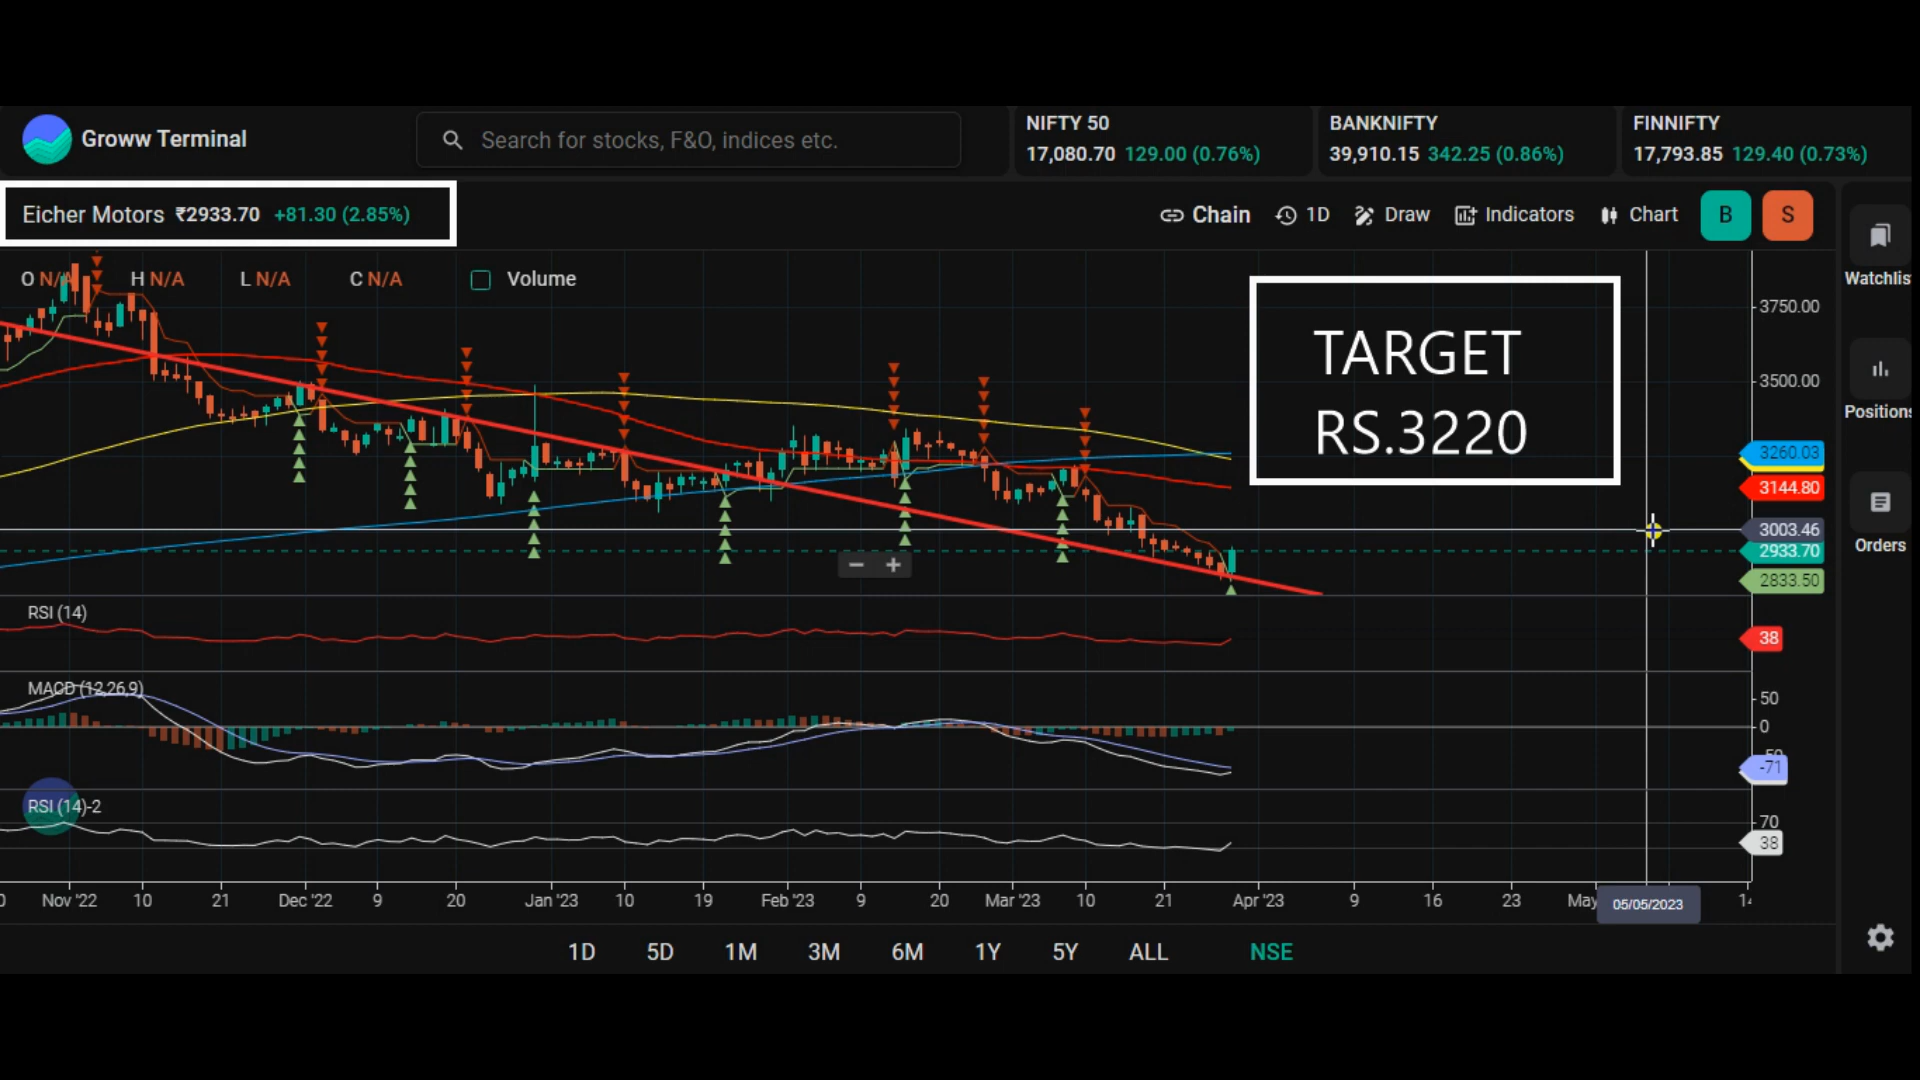 Groww Terminal
Search for stocks, F&O, indices etc.
NIFTY 50
17,080.70 129.00 (0.76%)
BANKNIFTY
39,910.15 342.25 (0.86%)
FINNIFTY
17,793.85 129.40 (0.73%)
Eicher Motors ₹2933.70 +81.30 (2.85%)
Chain 1D Draw Indicators Chart B S
O N/A H N/A L N/A C N/A Volume
TARGET
RS.3220
3750.00
3500.00
3260.03
3144.80
3003.46
2933.70
2833.50
Watchlis
Positions
Orders
− +
RSI (14)
38
MACD (12,26,9)
50
0
-71
RSI (14)-2
70
38
Nov '22 10 21 Dec '22 9 20 Jan '23 10 19 Feb '23 9 20 Mar '23 10 21 Apr '23 9 16 23 May 05/05/2023
1D 5D 1M 3M 6M 1Y 5Y ALL NSE